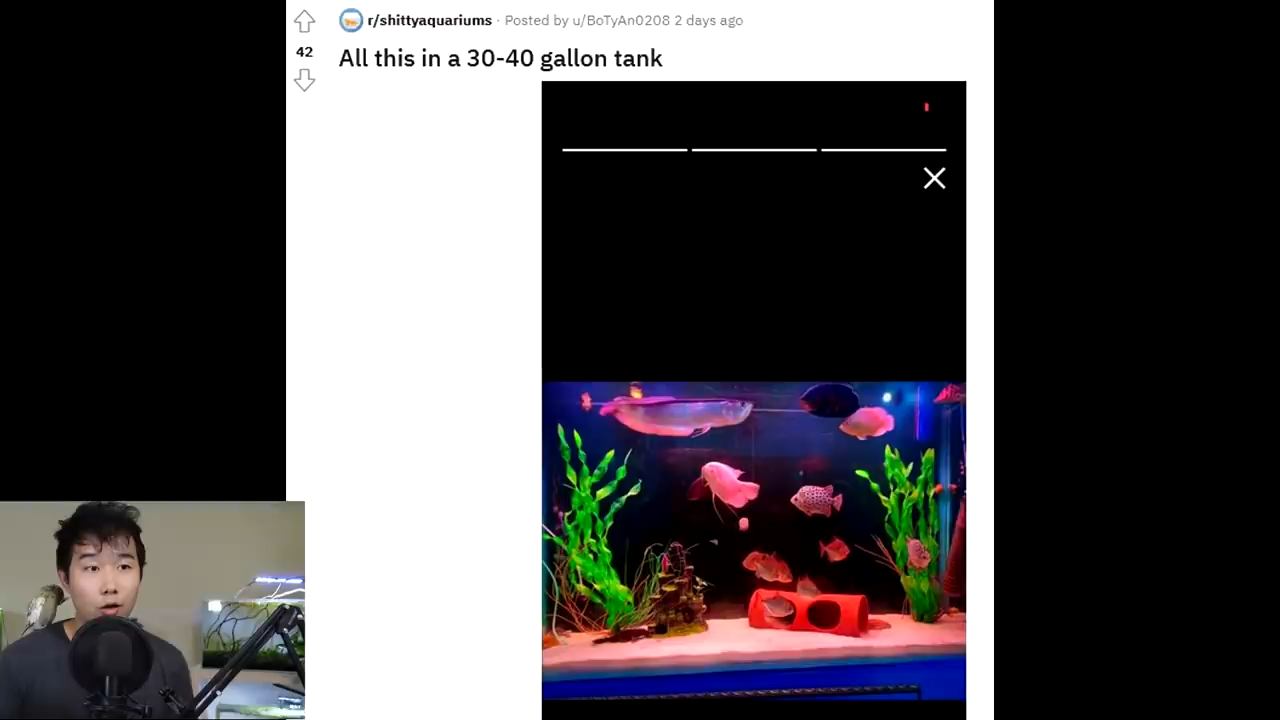 r/shittyaquariums · Posted by u/BoTyAn0208 2 days ago
42
All this in a 30-40 gallon tank